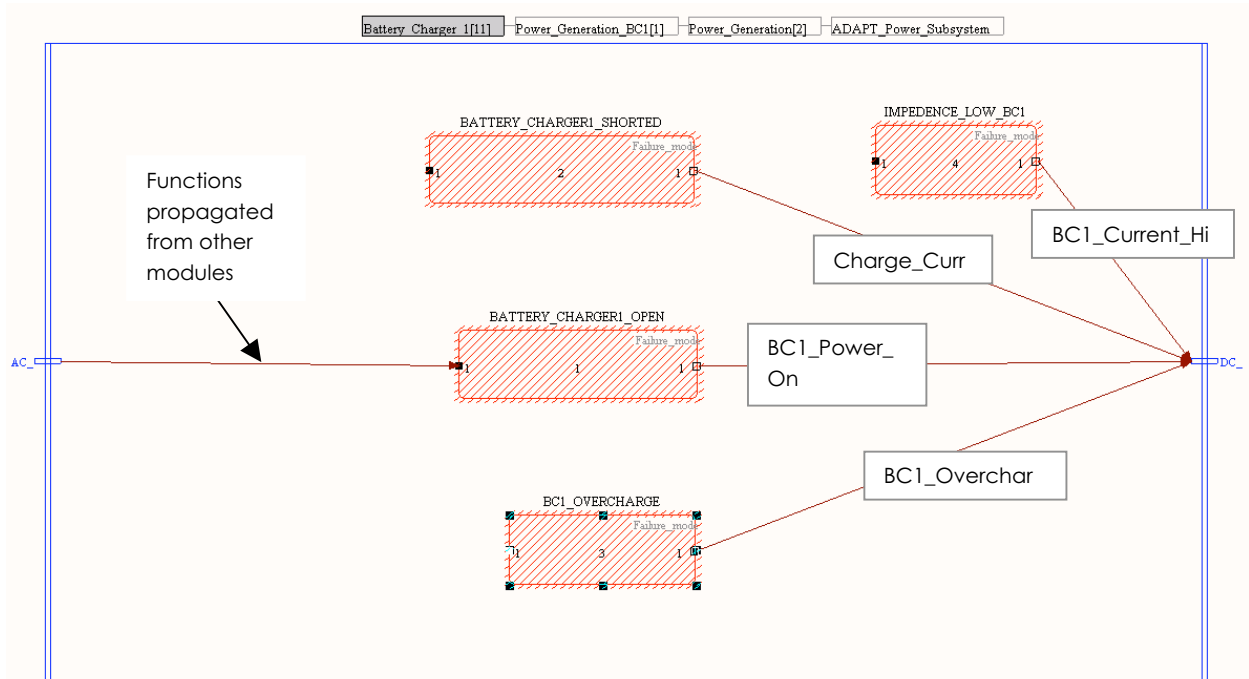 Battery_Charger_1[11] Power_Generation_BC1[1] Power_Generation[2] ADAPT_Power_Subsystem
IMPEDENCE_LOW_BC1
BATTERY_CHARGER1_SHORTED
Failure_mod
Failure_mode
1 4 1
1 2 1
Functions
propagated
from other
modules
BC1_Current_Hi
Charge_Curr
BATTERY_CHARGER1_OPEN
Failure_mode
BC1_Power_
On
AC_
DC_
1 1 1
BC1_Overchar
BC1_OVERCHARGE
Failure_mode
1 3 1